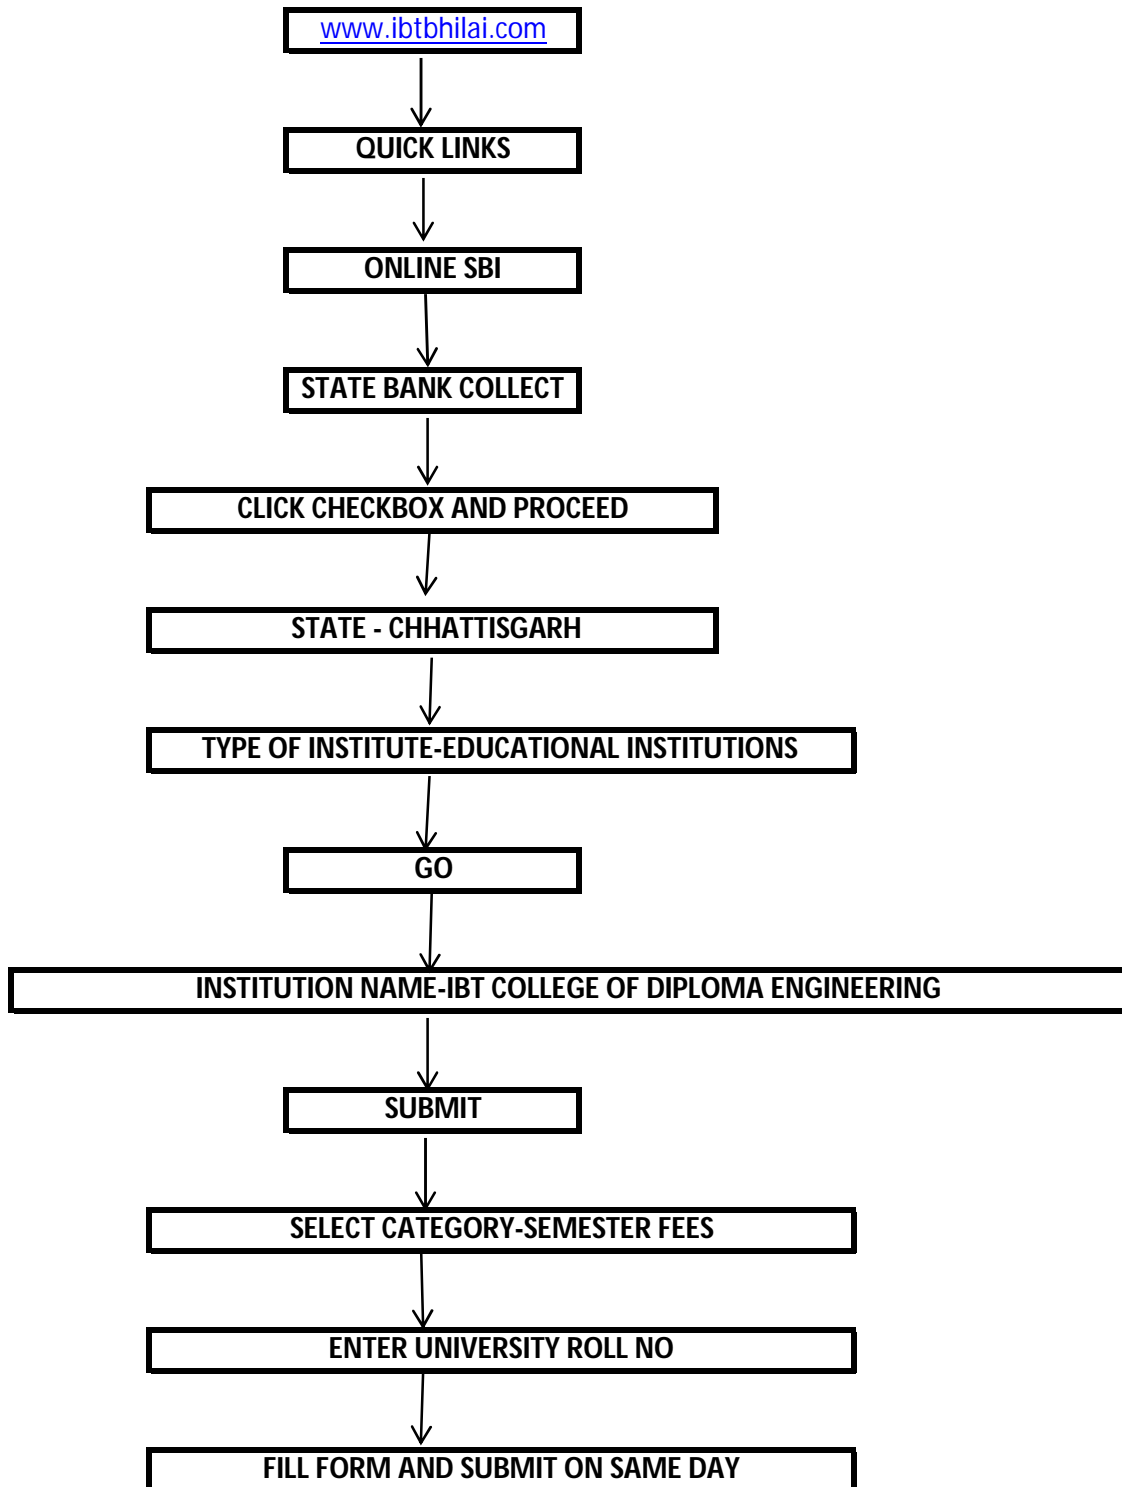 www.ibtbhilai.com
QUICK LINKS
ONLINE SBI
STATE BANK COLLECT
CLICK CHECKBOX AND PROCEED
STATE - CHHATTISGARH
TYPE OF INSTITUTE-EDUCATIONAL INSTITUTIONS
GO
INSTITUTION NAME-IBT COLLEGE OF DIPLOMA ENGINEERING
SUBMIT
SELECT CATEGORY-SEMESTER FEES
ENTER UNIVERSITY ROLL NO
FILL FORM AND SUBMIT ON SAME DAY